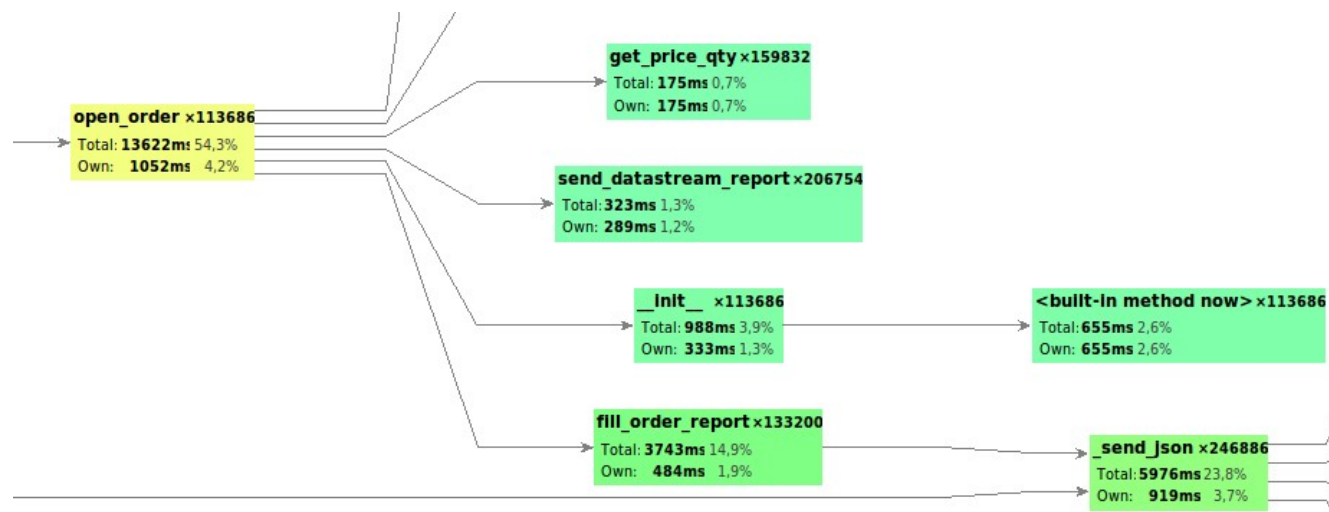 get_price_qty ×159832
Total: 175ms 0,7%
Own: 175ms 0,7%
open_order ×113686
Total: 13622ms 54,3%
Own: 1052ms 4,2%
send_datastream_report ×206754
Total: 323ms 1,3%
Own: 289ms 1,2%
__init__ ×113686
Total: 988ms 3,9%
Own: 333ms 1,3%
<built-in method now> ×113686
Total: 655ms 2,6%
Own: 655ms 2,6%
fill_order_report ×133200
Total: 3743ms 14,9%
Own: 484ms 1,9%
_send_json ×246886
Total: 5976ms 23,8%
Own: 919ms 3,7%